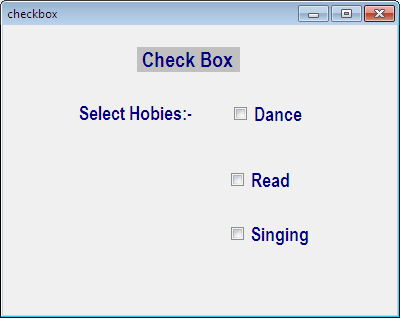 checkbox
Check Box
Select Hobies:- Dance
Read
Singing